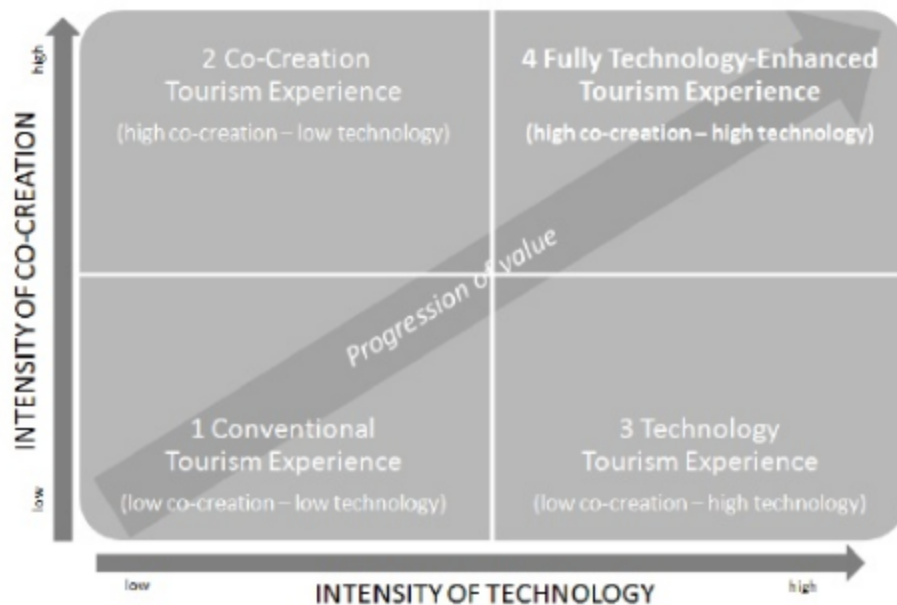 high
2 Co-Creation
Tourism Experience
(high co-creation – low technology)
4 Fully Technology-Enhanced
Tourism Experience
(high co-creation – high technology)
INTENSITY OF CO-CREATION
Progression of value
1 Conventional
Tourism Experience
(low co-creation – low technology)
3 Technology
Tourism Experience
(low co-creation – high technology)
low
low
INTENSITY OF TECHNOLOGY
high